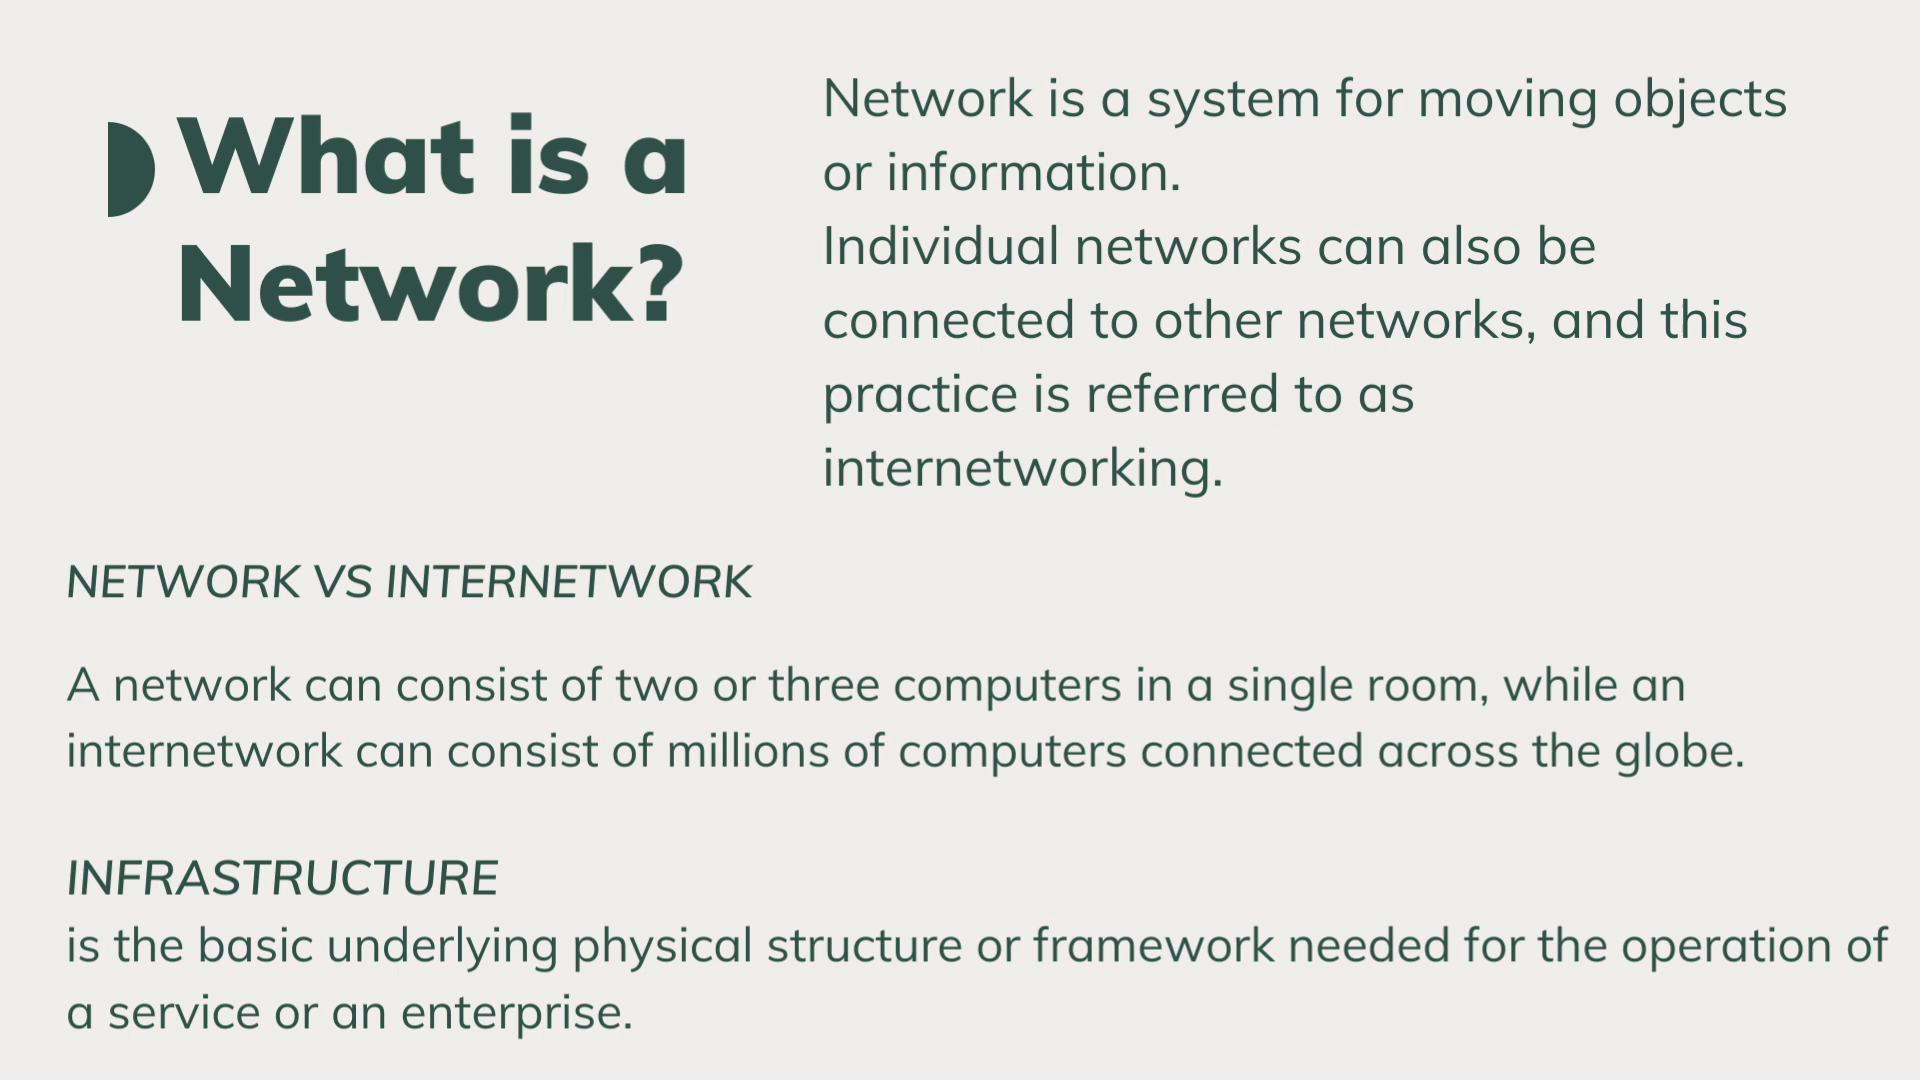 What is a
Network?
Network is a system for moving objects
or information.
Individual networks can also be
connected to other networks, and this
practice is referred to as
internetworking.
NETWORK VS INTERNETWORK
A network can consist of two or three computers in a single room, while an
internetwork can consist of millions of computers connected across the globe.
INFRASTRUCTURE
is the basic underlying physical structure or framework needed for the operation of
a service or an enterprise.